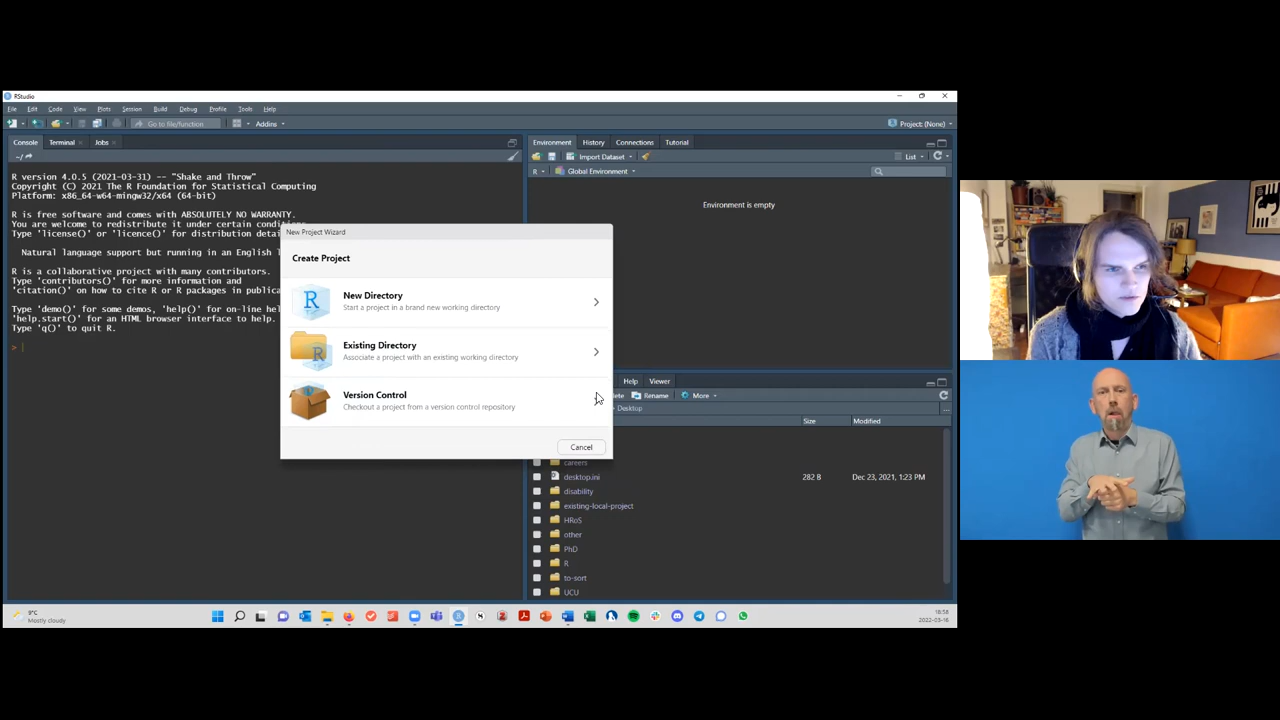 RStudio
File Edit Code View Plots Session Build Debug Profile Tools Help
Go to file/function Addins Project: (None)
Console Terminal Jobs
~/
R version 4.0.5 (2021-03-31) -- "Shake and Throw"
Copyright (C) 2021 The R Foundation for Statistical Computing
Platform: x86_64-w64-mingw32/x64 (64-bit)
R is free software and comes with ABSOLUTELY NO WARRANTY.
You are welcome to redistribute it under certain conditions.
Type 'license()' or 'licence()' for distribution detai
Natural language support but running in an English l
R is a collaborative project with many contributors.
Type 'contributors()' for more information and
'citation()' on how to cite R or R packages in publica
Type 'demo()' for some demos, 'help()' for on-line hel
'help.start()' for an HTML browser interface to help.
Type 'q()' to quit R.
>
New Project Wizard
Create Project
New Directory
Start a project in a brand new working directory
Existing Directory
Associate a project with an existing working directory
Version Control
Checkout a project from a version control repository
Cancel
Environment History Connections Tutorial
Import Dataset List
R Global Environment
Environment is empty
Help Viewer
lete Rename More
Desktop
Size Modified
careers
desktop.ini 282 B Dec 23, 2021, 1:23 PM
disability
existing-local-project
HRoS
other
PhD
R
to-sort
UCU
9°C
Mostly cloudy
18:58
2022-03-16